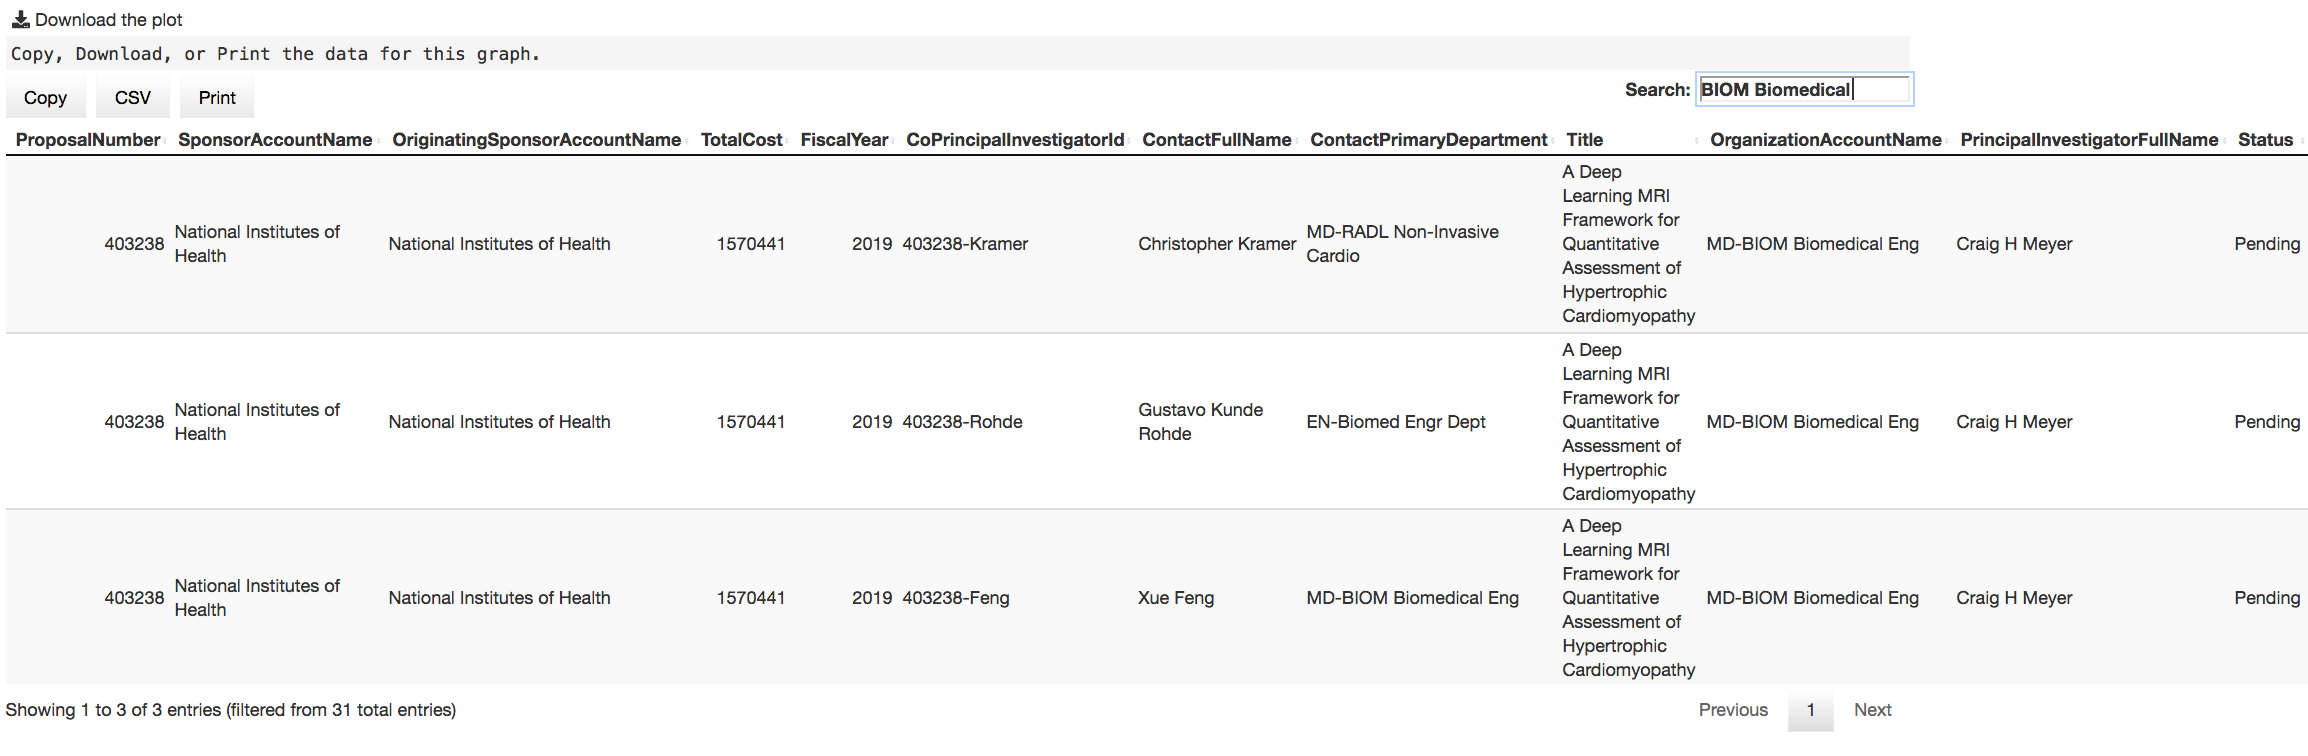 Download the plot
Copy, Download, or Print the data for this graph.
Copy CSV Print Search: BIOM Biomedical
ProposalNumber SponsorAccountName OriginatingSponsorAccountName TotalCost FiscalYear CoPrincipalInvestigatorId ContactFullName ContactPrimaryDepartment Title OrganizationAccountName PrincipalInvestigatorFullName Status
403238 National Institutes of Health National Institutes of Health 1570441 2019 403238-Kramer Christopher Kramer MD-RADL Non-Invasive Cardio A Deep Learning MRI Framework for Quantitative Assessment of Hypertrophic Cardiomyopathy MD-BIOM Biomedical Eng Craig H Meyer Pending
403238 National Institutes of Health National Institutes of Health 1570441 2019 403238-Rohde Gustavo Kunde Rohde EN-Biomed Engr Dept A Deep Learning MRI Framework for Quantitative Assessment of Hypertrophic Cardiomyopathy MD-BIOM Biomedical Eng Craig H Meyer Pending
403238 National Institutes of Health National Institutes of Health 1570441 2019 403238-Feng Xue Feng MD-BIOM Biomedical Eng A Deep Learning MRI Framework for Quantitative Assessment of Hypertrophic Cardiomyopathy MD-BIOM Biomedical Eng Craig H Meyer Pending
Showing 1 to 3 of 3 entries (filtered from 31 total entries) Previous 1 Next